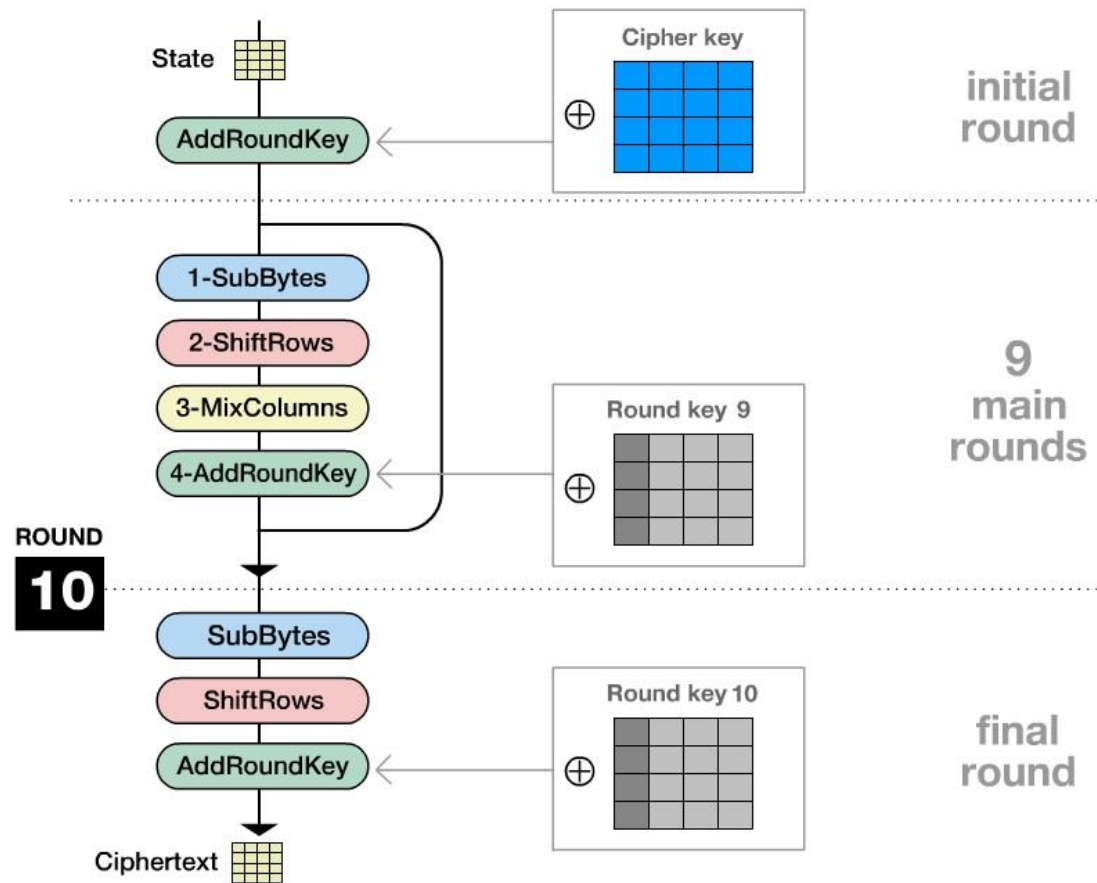 State
AddRoundKey
Cipher key
initial
round
1-SubBytes
2-ShiftRows
3-MixColumns
4-AddRoundKey
Round key 9
9
main
rounds
ROUND
10
SubBytes
ShiftRows
AddRoundKey
Round key 10
final
round
Ciphertext